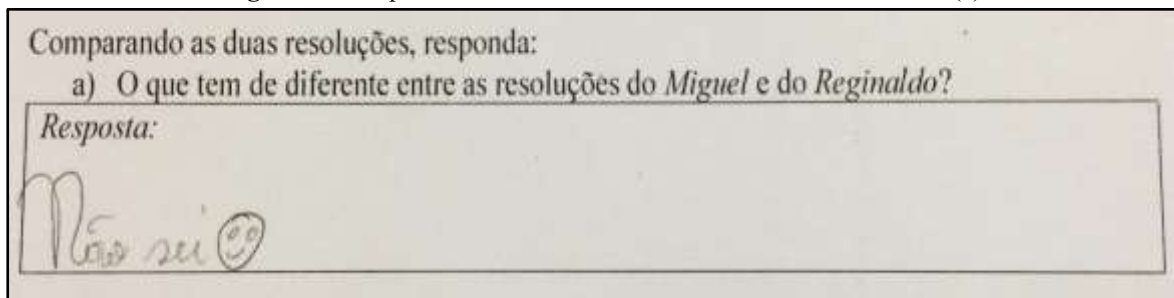 Comparando as duas resoluções, responda:
a) O que tem de diferente entre as resoluções do Miguel e do Reginaldo?
Resposta:
Não sei